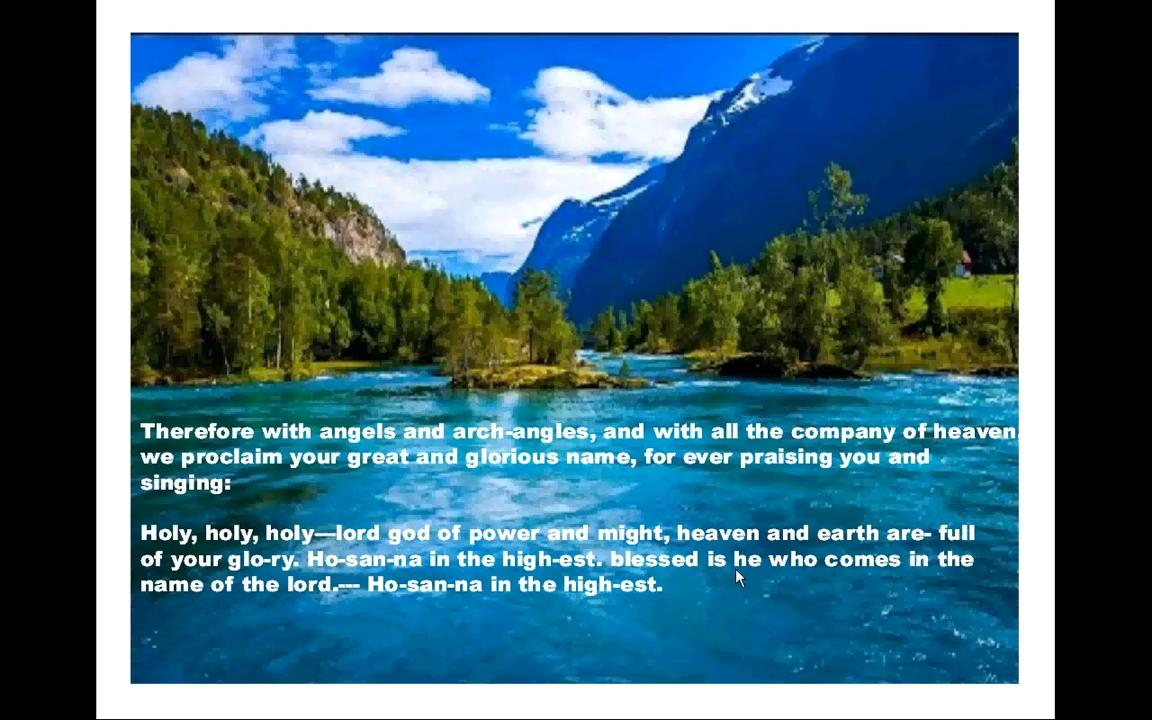 Therefore with angels and arch-angles, and with all the company of heaven,
we proclaim your great and glorious name, for ever praising you and
singing:
Holy, holy, holy—lord god of power and might, heaven and earth are- full
of your glo-ry. Ho-san-na in the high-est. blessed is he who comes in the
name of the lord.--- Ho-san-na in the high-est.